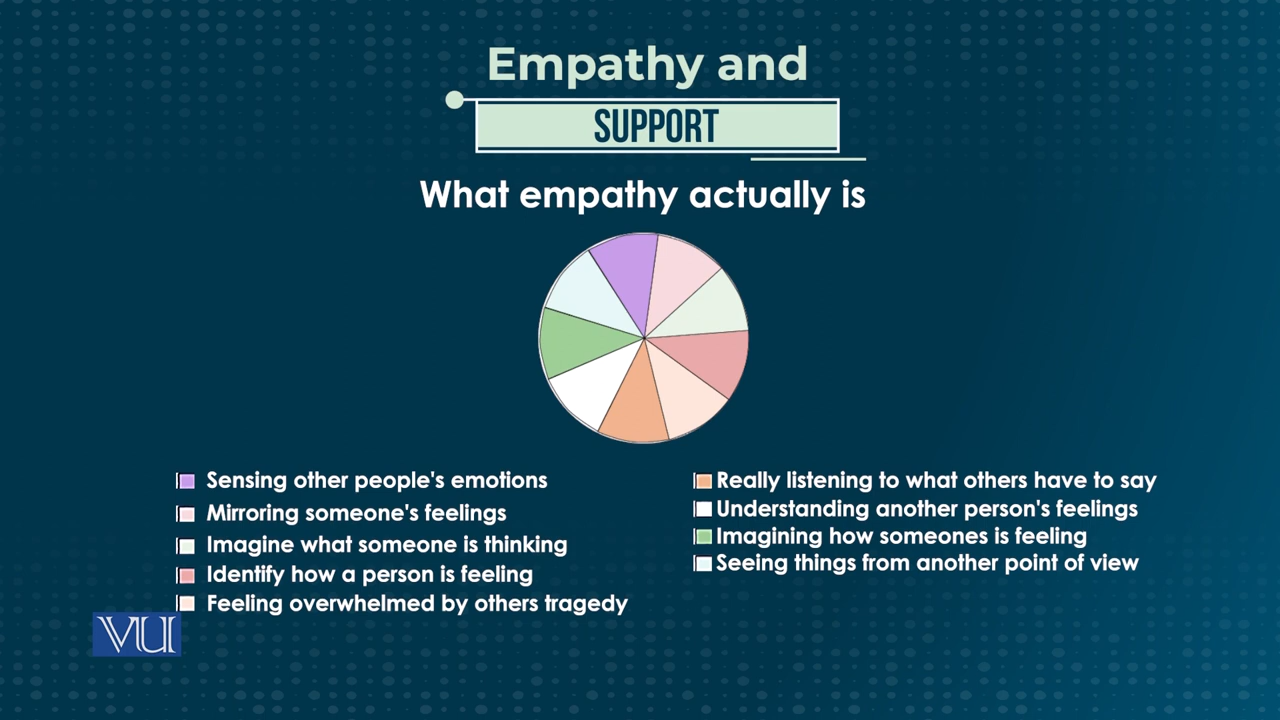 Empathy and
SUPPORT
What empathy actually is
Sensing other people's emotions
Mirroring someone's feelings
Imagine what someone is thinking
Identify how a person is feeling
Feeling overwhelmed by others tragedy
Really listening to what others have to say
Understanding another person's feelings
Imagining how someones is feeling
Seeing things from another point of view
VU